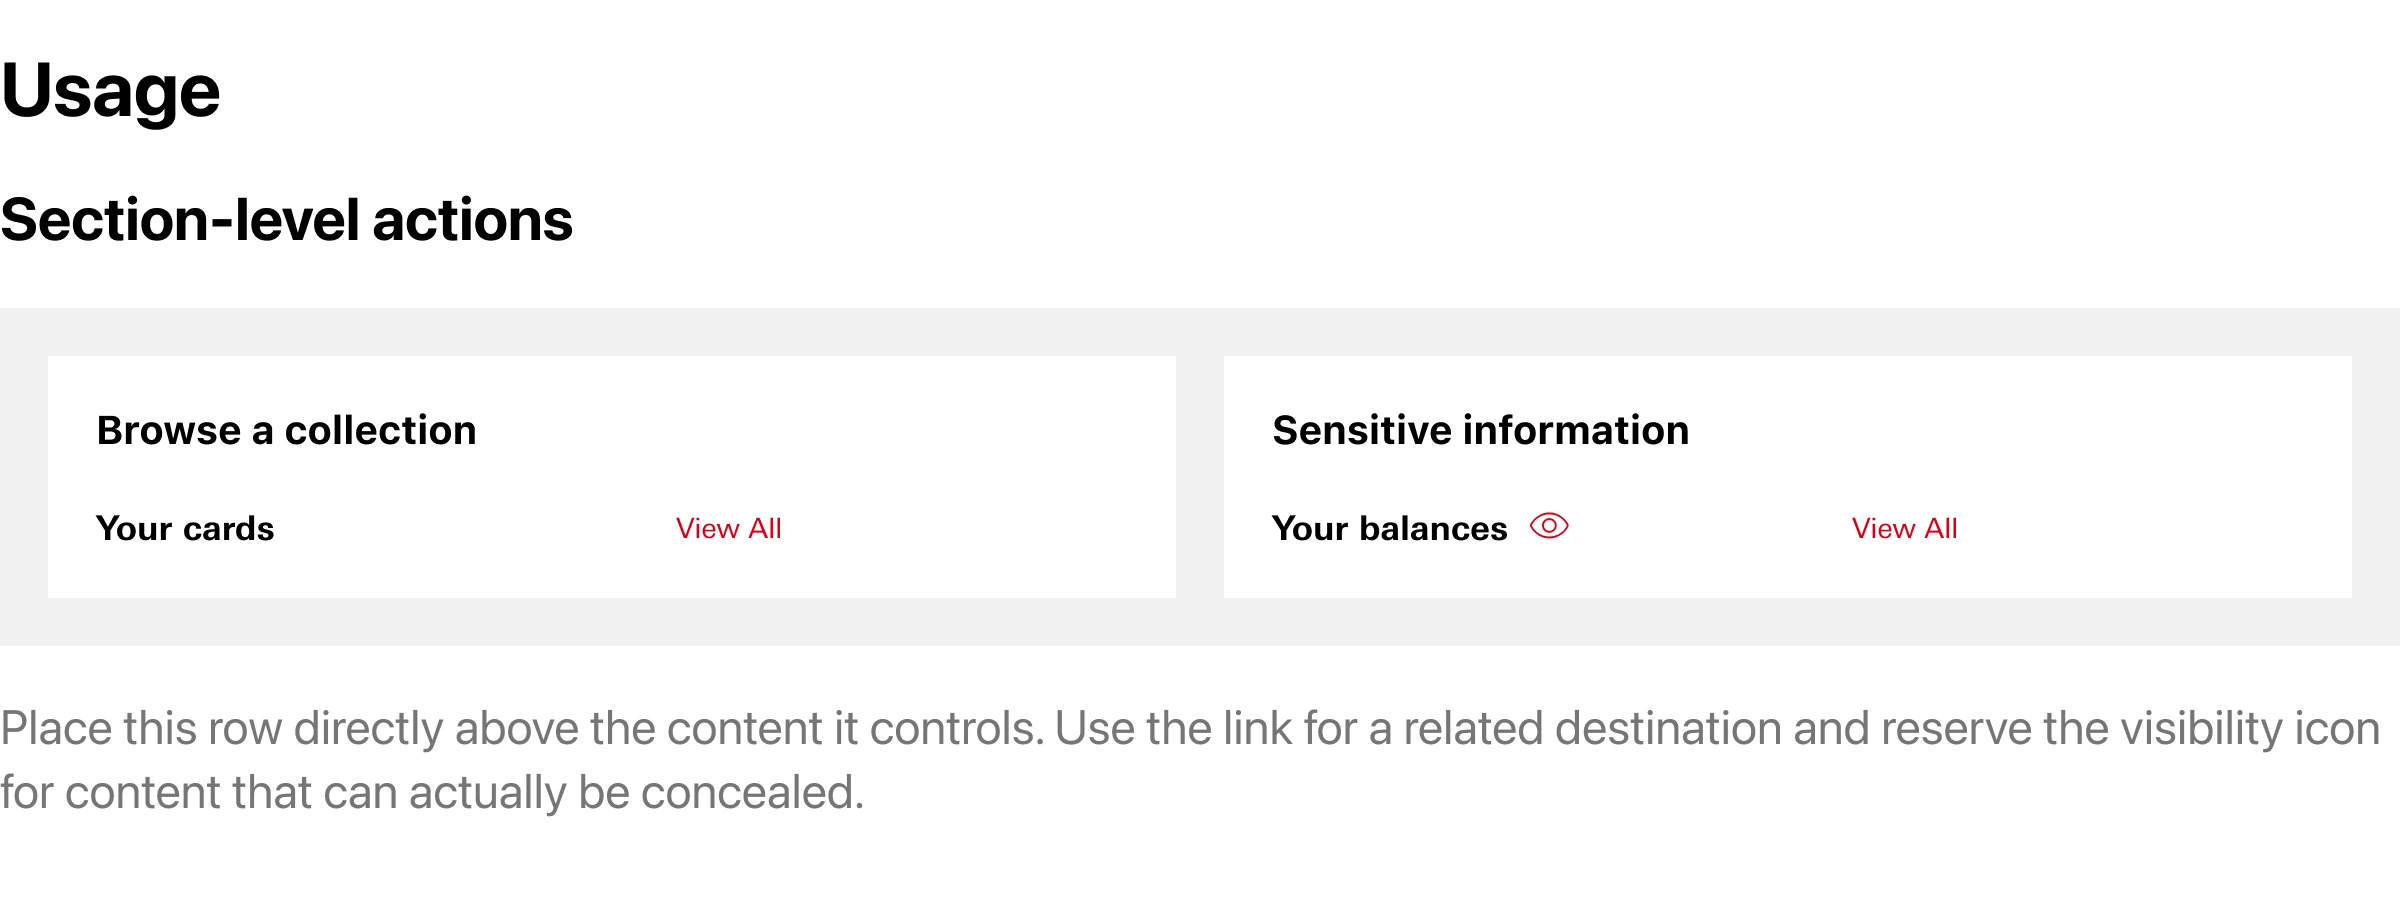 Usage
Section-level actions
Browse a collection
Your cards View All
Sensitive information
Your balances View All
Place this row directly above the content it controls. Use the link for a related destination and reserve the visibility icon
for content that can actually be concealed.